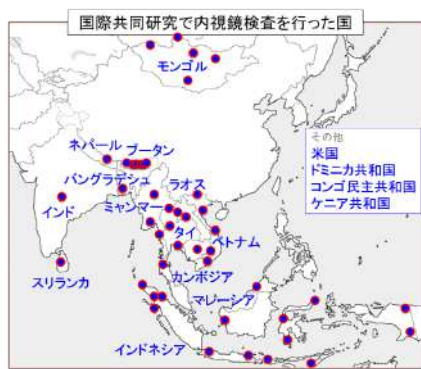 国際共同研究で内視鏡検査を行った国
モンゴル
その他
米国
ドミニカ共和国
コンゴ民主共和国
ケニア共和国
ネパール
ブータン
バングラデシュ
ラオス
インド
ミャンマー
タイ
ベトナム
スリランカ
カンボジア
マレーシア
インドネシア